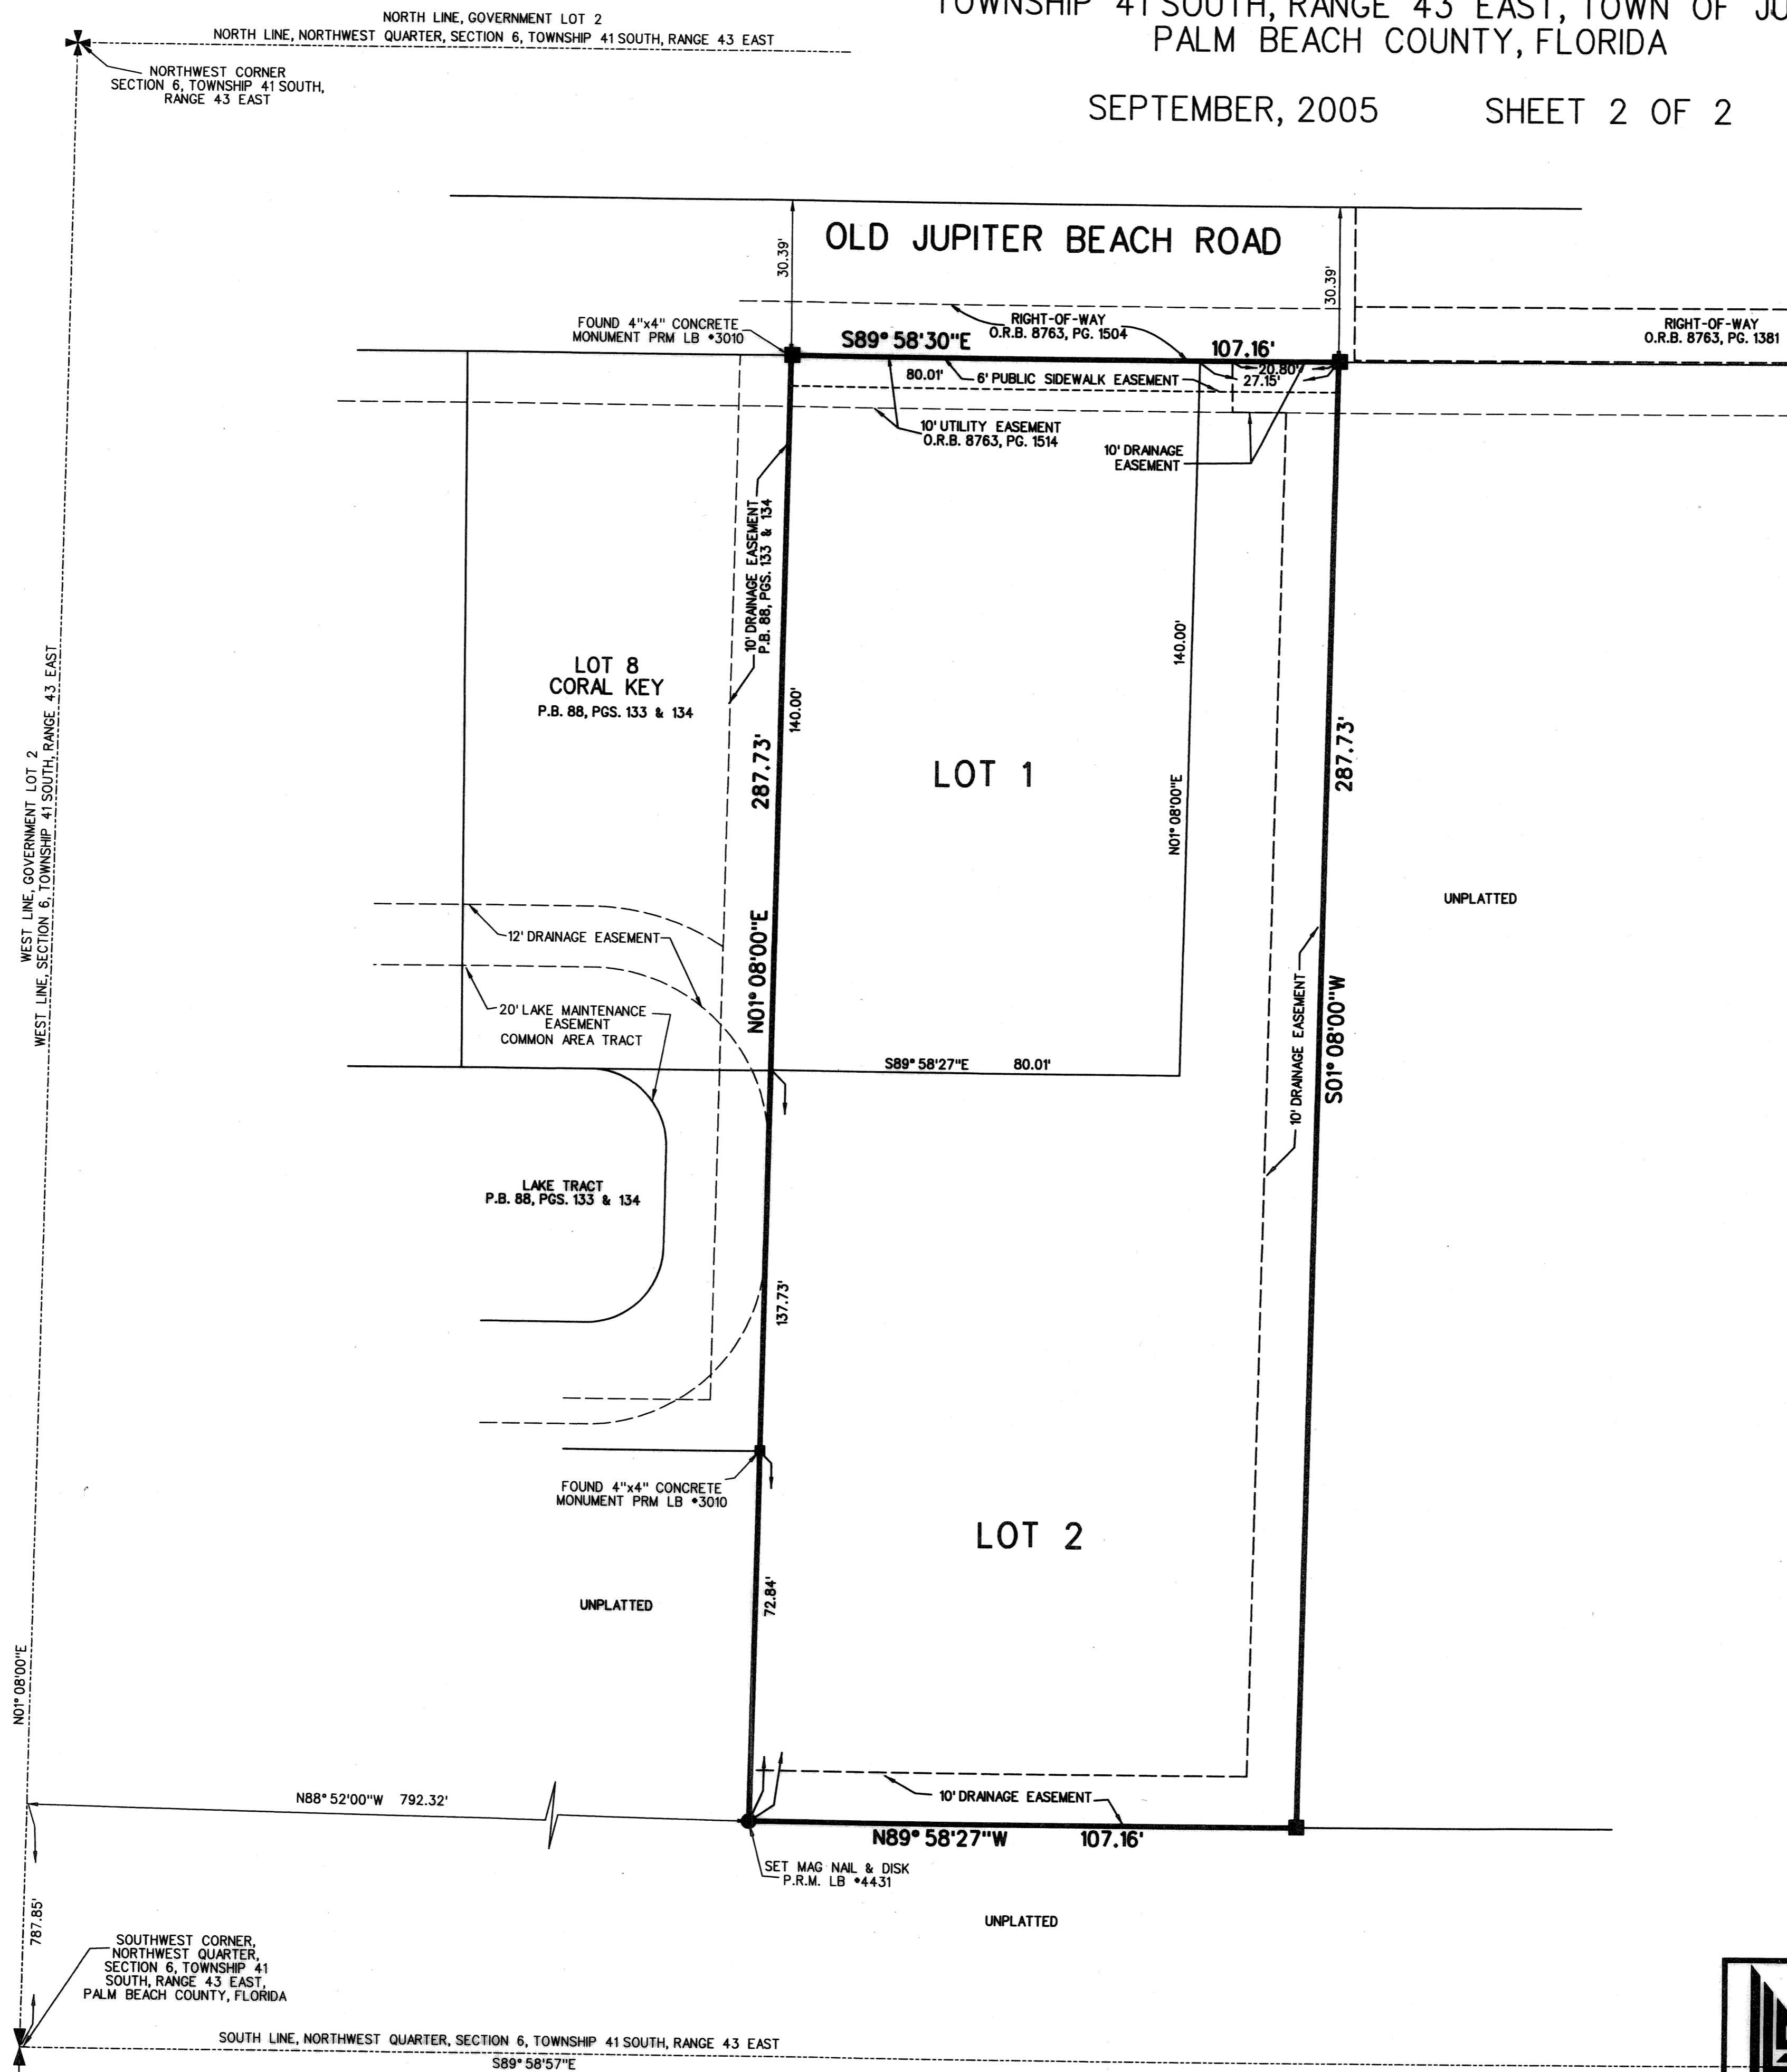 TOWNSHIP 41 SOUTH, RANGE 43 EAST, TOWN OF JU
PALM BEACH COUNTY, FLORIDA
SEPTEMBER, 2005 SHEET 2 OF 2
NORTH LINE, GOVERNMENT LOT 2
NORTH LINE, NORTHWEST QUARTER, SECTION 6, TOWNSHIP 41 SOUTH, RANGE 43 EAST
NORTHWEST CORNER
SECTION 6, TOWNSHIP 41 SOUTH,
RANGE 43 EAST
OLD JUPITER BEACH ROAD
30.39'
30.39'
FOUND 4"x4" CONCRETE
MONUMENT PRM LB *3010
S89°58'30"E
RIGHT-OF-WAY
O.R.B. 8763, PG. 1504
107.16'
RIGHT-OF-WAY
O.R.B. 8763, PG. 1381
80.01'
6' PUBLIC SIDEWALK EASEMENT
20.80'
27.15'
10' UTILITY EASEMENT
O.R.B. 8763, PG. 1514
10' DRAINAGE
EASEMENT
10' DRAINAGE EASEMENT
P.B. 88, PGS. 133 & 134
LOT 8
CORAL KEY
P.B. 88, PGS. 133 & 134
140.00'
140.00'
287.73'
LOT 1
287.73'
N01°08'00"E
WEST LINE, GOVERNMENT LOT 2
WEST LINE, SECTION 6, TOWNSHIP 41 SOUTH, RANGE 43 EAST
UNPLATTED
12' DRAINAGE EASEMENT
N01°08'00"E
20' LAKE MAINTENANCE
EASEMENT
COMMON AREA TRACT
S89°58'27"E 80.01'
10' DRAINAGE EASEMENT
S01°08'00"W
LAKE TRACT
P.B. 88, PGS. 133 & 134
137.73'
FOUND 4"x4" CONCRETE
MONUMENT PRM LB *3010
LOT 2
72.84'
UNPLATTED
N01°08'00"E
N88°52'00"W 792.32'
10' DRAINAGE EASEMENT
N89°58'27"W 107.16'
SET MAG NAIL & DISK
P.R.M. LB *4431
UNPLATTED
787.85'
SOUTHWEST CORNER,
NORTHWEST QUARTER,
SECTION 6, TOWNSHIP 41
SOUTH, RANGE 43 EAST,
PALM BEACH COUNTY, FLORIDA
SOUTH LINE, NORTHWEST QUARTER, SECTION 6, TOWNSHIP 41 SOUTH, RANGE 43 EAST
S89°58'57"E